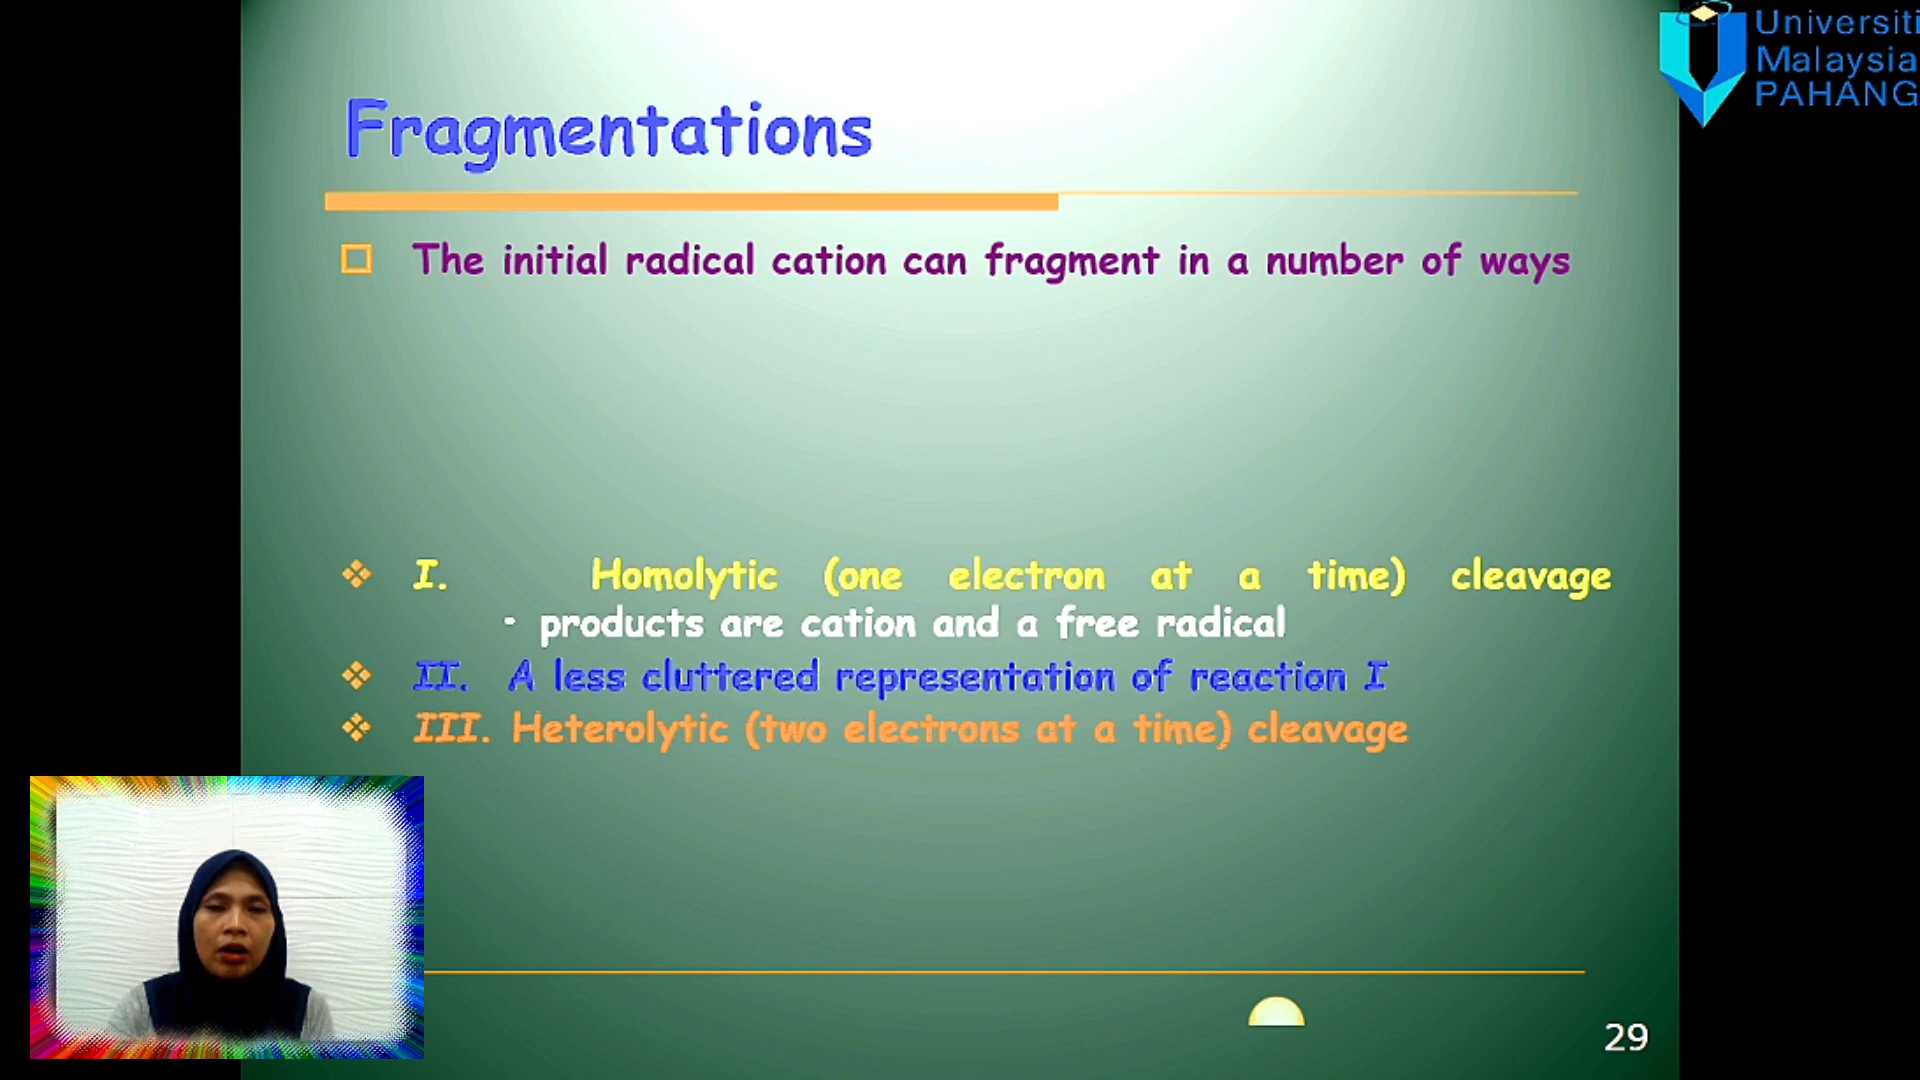 Universiti
Malaysia
PAHANG
Fragmentations
The initial radical cation can fragment in a number of ways
I. Homolytic (one electron at a time) cleavage
· products are cation and a free radical
II. A less cluttered representation of reaction I
III. Heterolytic (two electrons at a time) cleavage
29